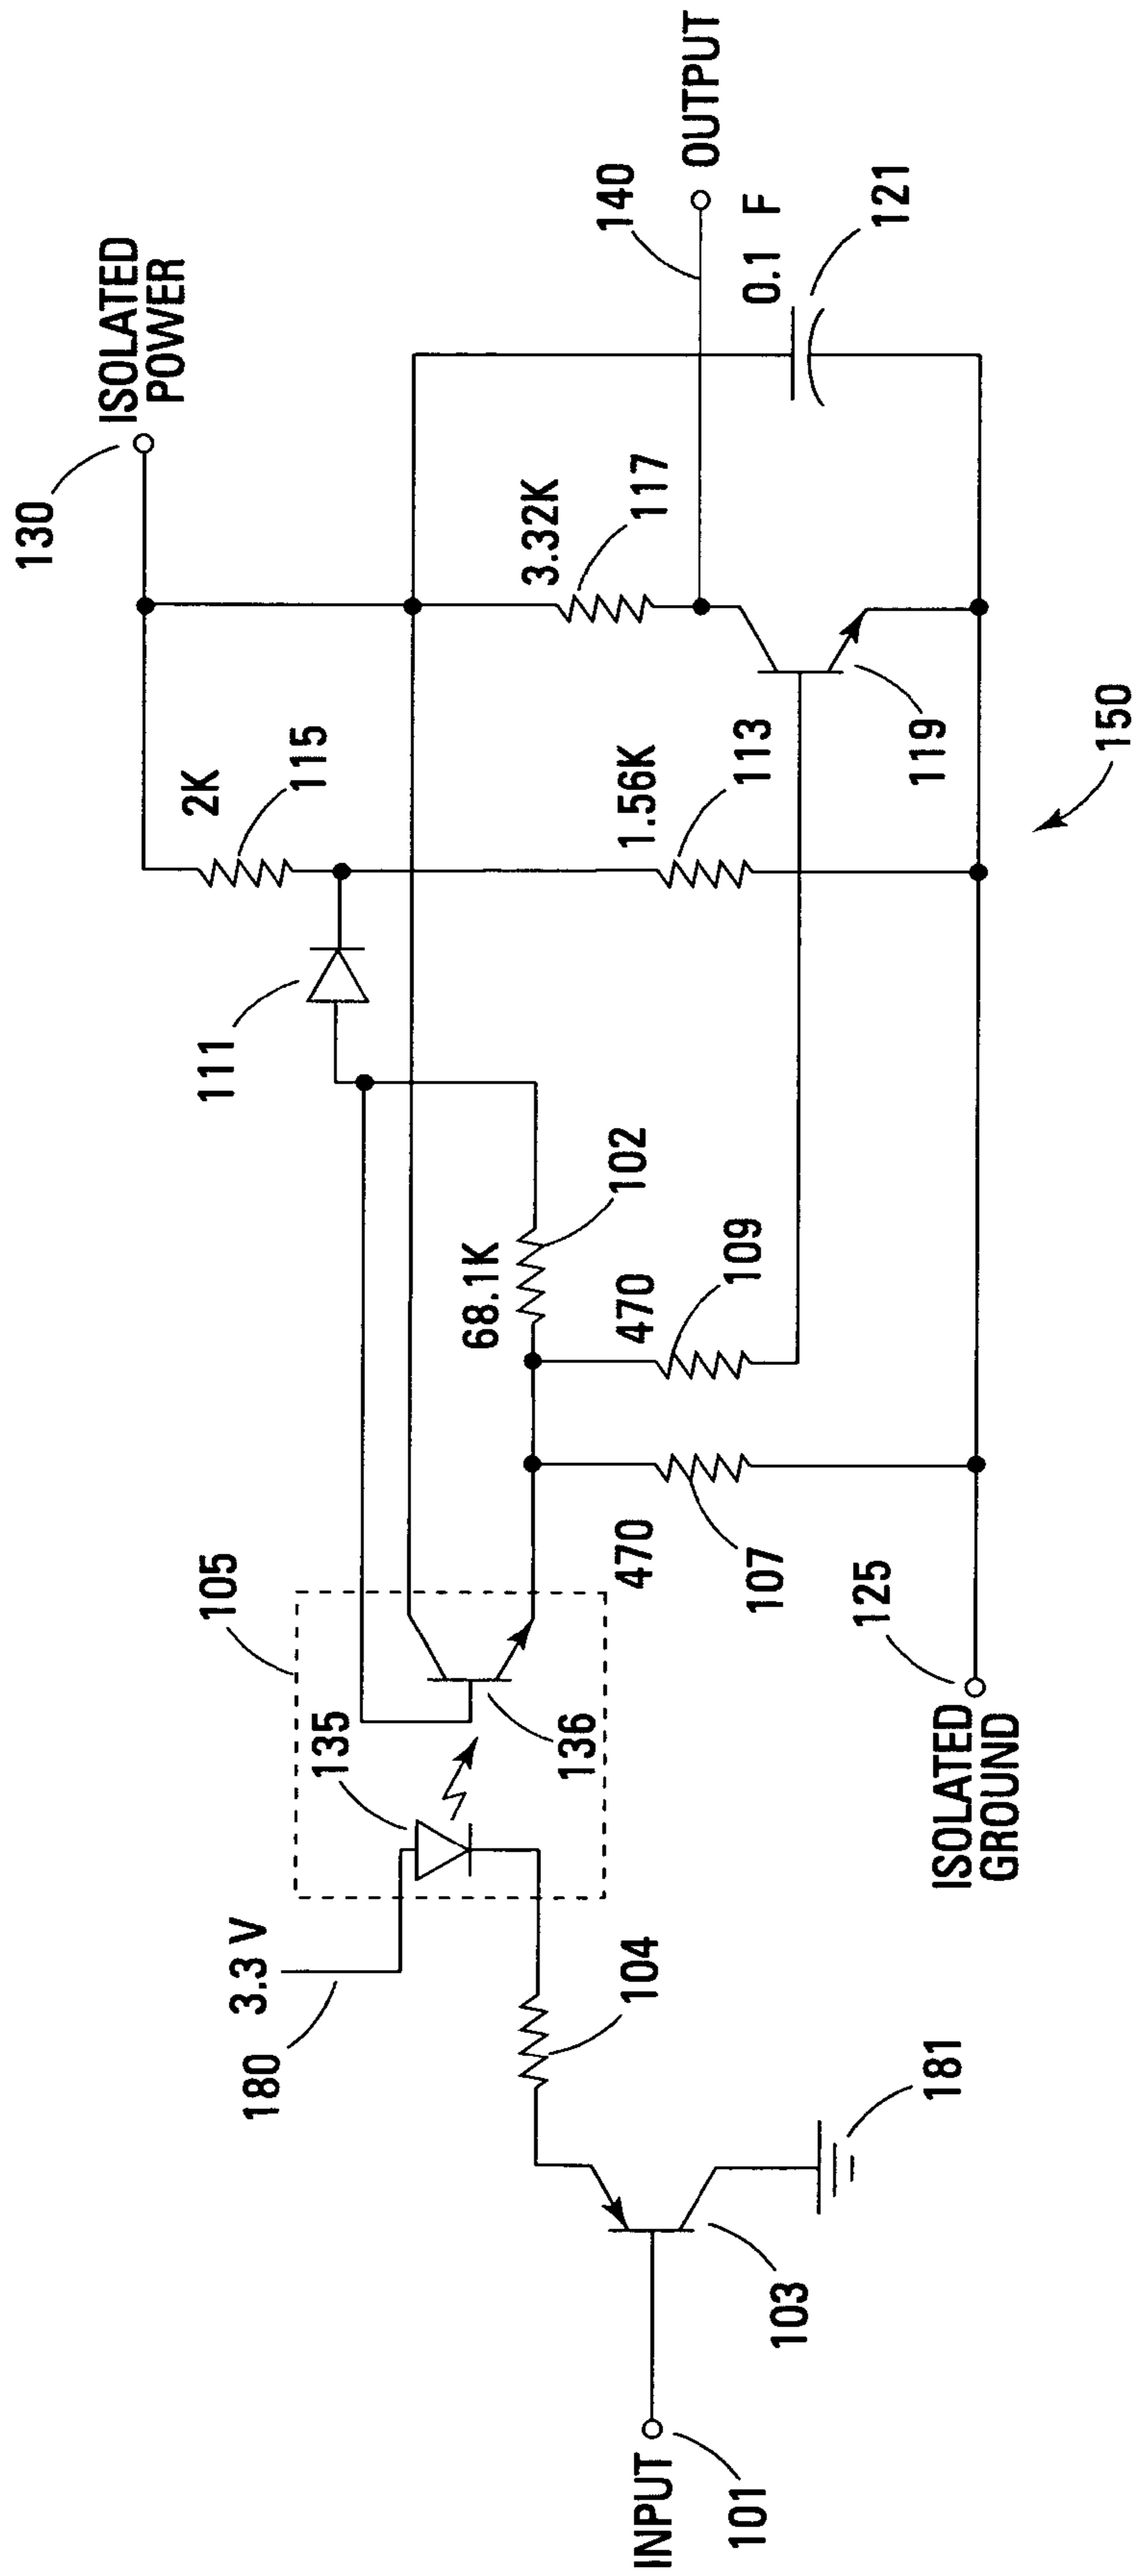 INPUT
101
103
181
180
3.3 V
104
135
136
105
ISOLATED
GROUND
125
470
107
470
109
68.1K
102
111
2K
115
1.56K
113
119
150
3.32K
117
130
ISOLATED
POWER
140
OUTPUT
0.1 F
121